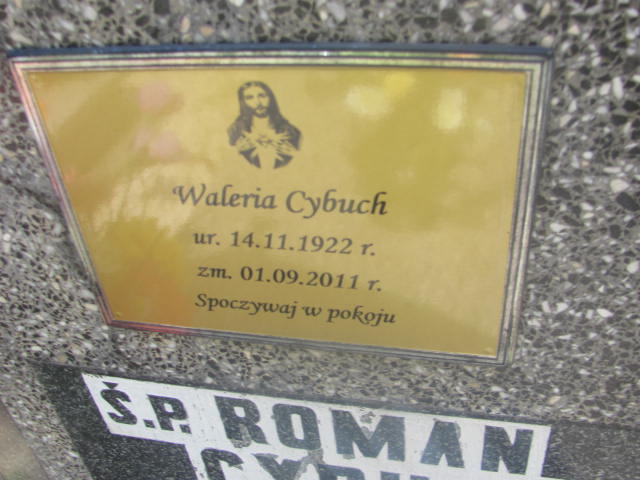 Waleria Cybuch
ur. 14.11.1922 r.
zm. 01.09.2011 r.
Spoczywaj w pokoju
Ś.P. ROMAN